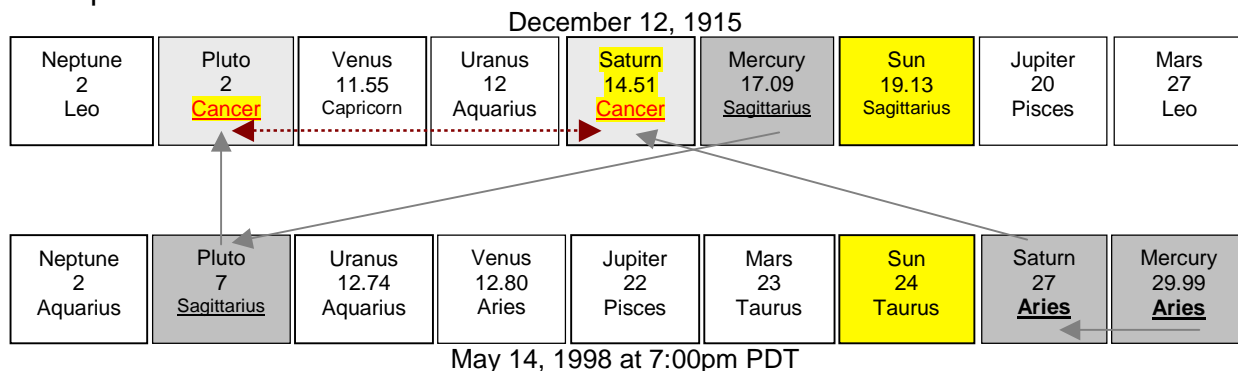 December 12, 1915
Neptune
2
Leo
Pluto
2
Cancer
Venus
11.55
Capricorn
Uranus
12
Aquarius
Saturn
14.51
Cancer
Mercury
17.09
Sagittarius
Sun
19.13
Sagittarius
Jupiter
20
Pisces
Mars
27
Leo
Neptune
2
Aquarius
Pluto
7
Sagittarius
Uranus
12.74
Aquarius
Venus
12.80
Aries
Jupiter
22
Pisces
Mars
23
Taurus
Sun
24
Taurus
Saturn
27
Aries
Mercury
29.99
Aries
May 14, 1998 at 7:00pm PDT